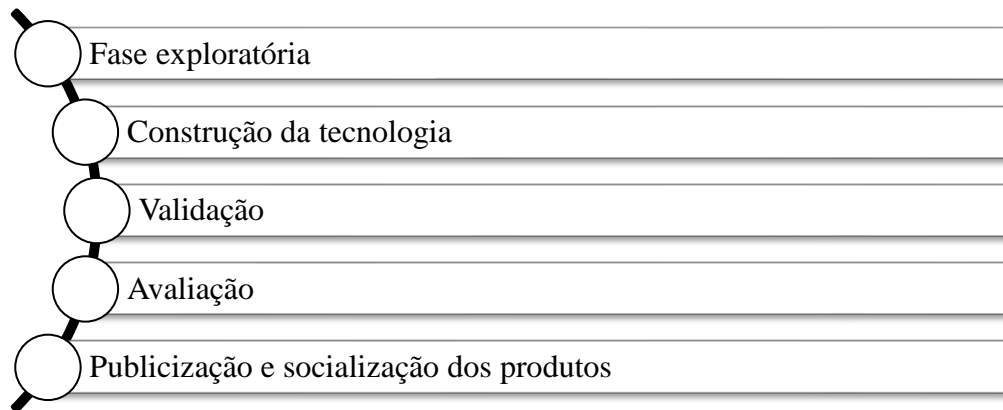 Fase exploratória
Construção da tecnologia
Validação
Avaliação
Publicização e socialização dos produtos